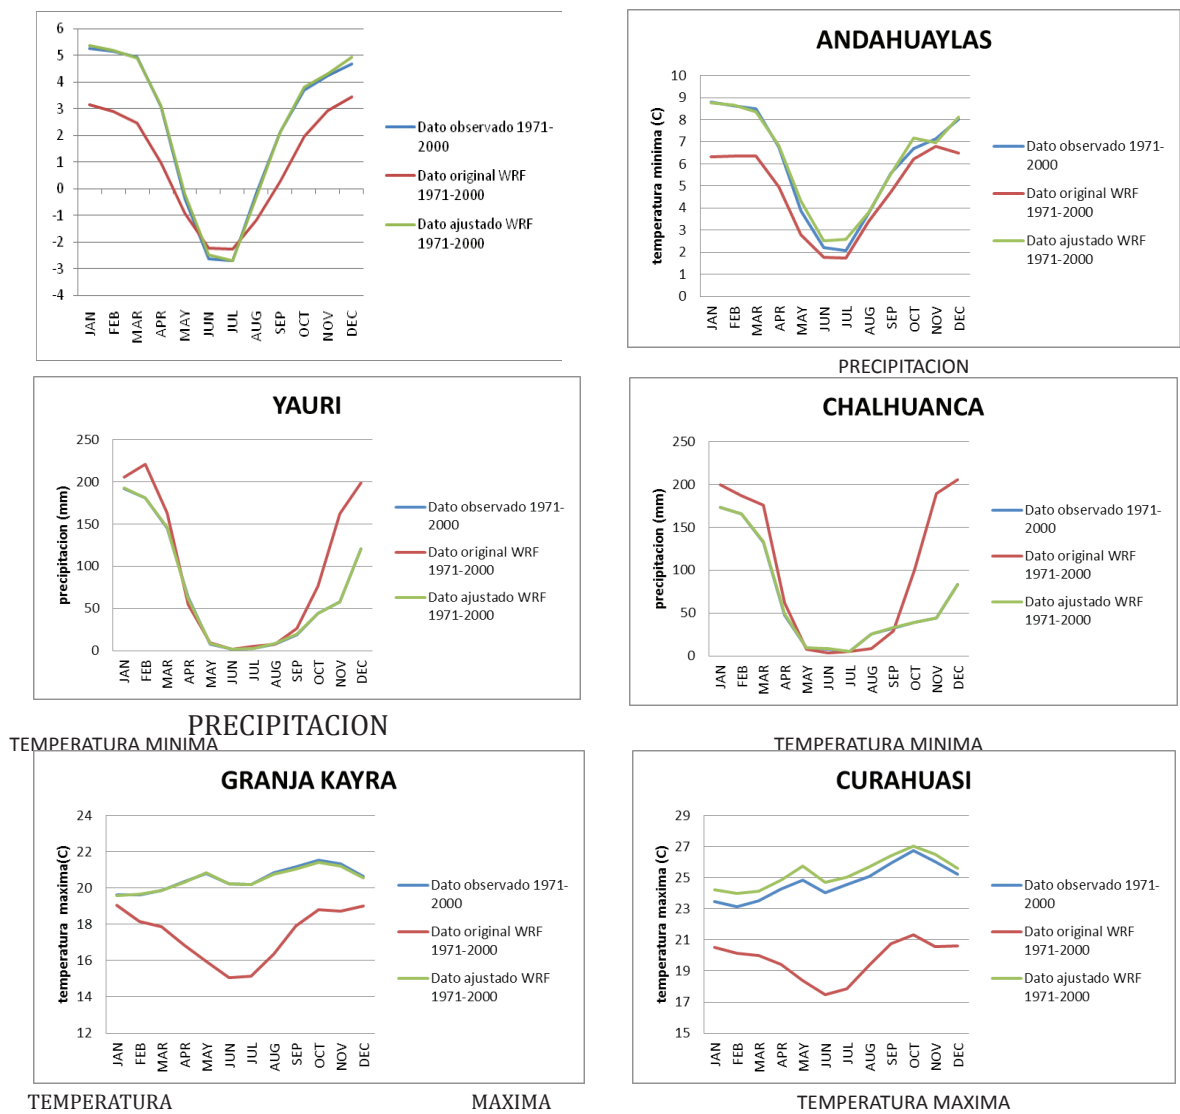 6
5
4
3
2
1
0
-1
-2
-3
-4
JAN
FEB
MAR
APR
MAY
JUN
JUL
AUG
SEP
OCT
NOV
DEC
Dato observado 1971-
2000
Dato original WRF
1971-2000
Dato ajustado WRF
1971-2000
ANDAHUAYLAS
temperatura minima (C)
10
9
8
7
6
5
4
3
2
1
0
JAN
FEB
MAR
APR
MAY
JUN
JUL
AUG
SEP
OCT
NOV
DEC
Dato observado 1971-
2000
Dato original WRF
1971-2000
Dato ajustado WRF
1971-2000
PRECIPITACION
YAURI
precipitacion (mm)
250
200
150
100
50
0
JAN
FEB
MAR
APR
MAY
JUN
JUL
AUG
SEP
OCT
NOV
DEC
Dato observado 1971-
2000
Dato original WRF
1971-2000
Dato ajustado WRF
1971-2000
CHALHUANCA
precipitacion (mm)
250
200
150
100
50
0
JAN
FEB
MAR
APR
MAY
JUN
JUL
AUG
SEP
OCT
NOV
DEC
Dato observado 1971-
2000
Dato original WRF
1971-2000
Dato ajustado WRF
1971-2000
PRECIPITACION
TEMPERATURA MINIMA
TEMPERATURA MINIMA
GRANJA KAYRA
temperatura maxima(C)
24
22
20
18
16
14
12
JAN
FEB
MAR
APR
MAY
JUN
JUL
AUG
SEP
OCT
NOV
DEC
Dato observado 1971-
2000
Dato original WRF
1971-2000
Dato ajustado WRF
1971-2000
CURAHUASI
temperatura maxima (C)
29
27
25
23
21
19
17
15
JAN
FEB
MAR
APR
MAY
JUN
JUL
AUG
SEP
OCT
NOV
DEC
Dato observado 1971-
2000
Dato original WRF
1971-2000
Dato ajustado WRF
1971-2000
TEMPERATURA MAXIMA
TEMPERATURA MAXIMA